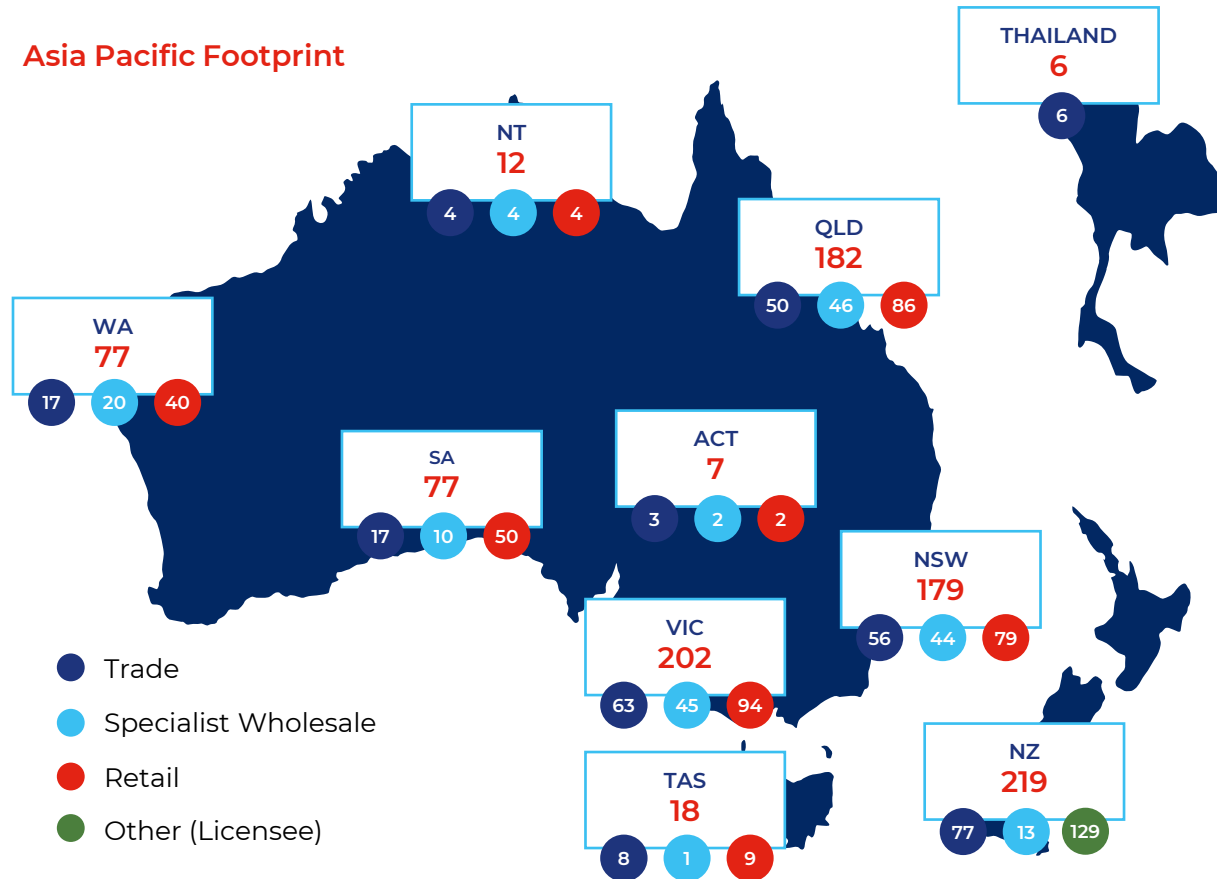 Asia Pacific Footprint
THAILAND
6
6
NT
12
4 4 4
QLD
182
50 46 86
WA
77
17 20 40
SA
77
17 10 50
ACT
7
3 2 2
NSW
179
56 44 79
VIC
202
63 45 94
TAS
18
8 1 9
NZ
219
77 13 129
Trade
Specialist Wholesale
Retail
Other (Licensee)